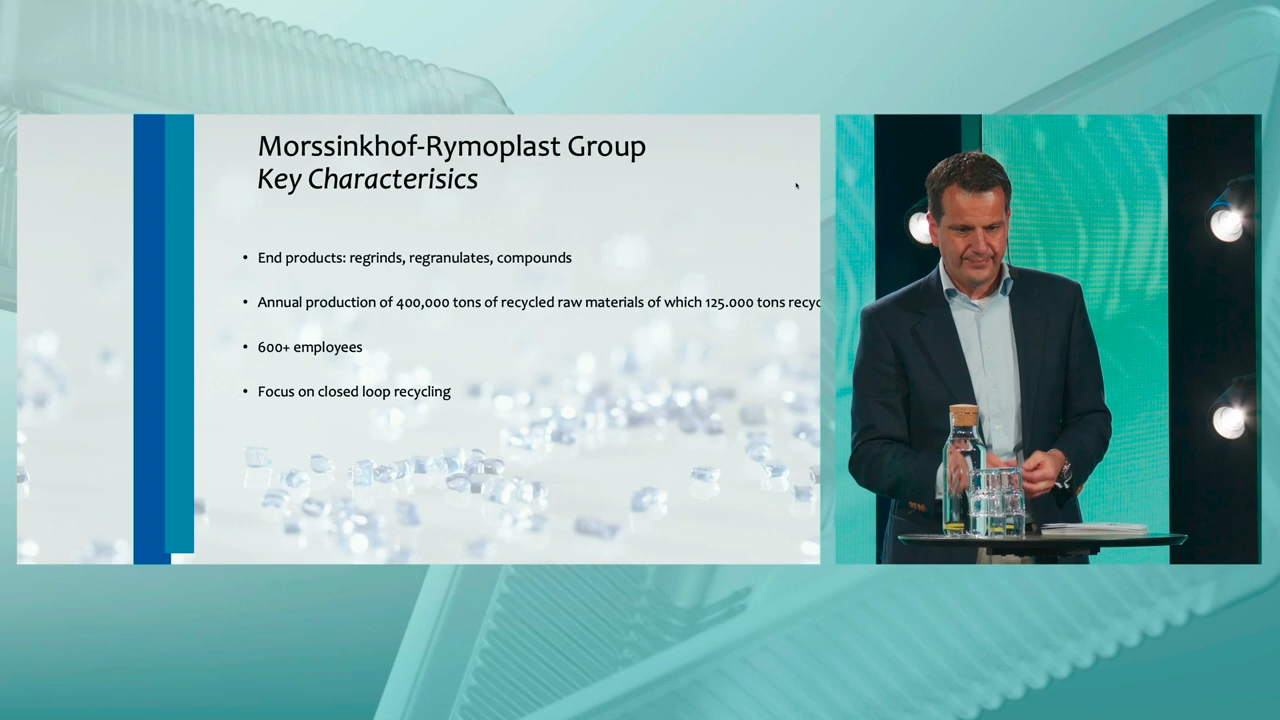 Morssinkhof-Rymoplast Group
Key Characterisics
• End products: regrinds, regranulates, compounds
• Annual production of 400,000 tons of recycled raw materials of which 125.000 tons
• 600+ employees
• Focus on closed loop recycling